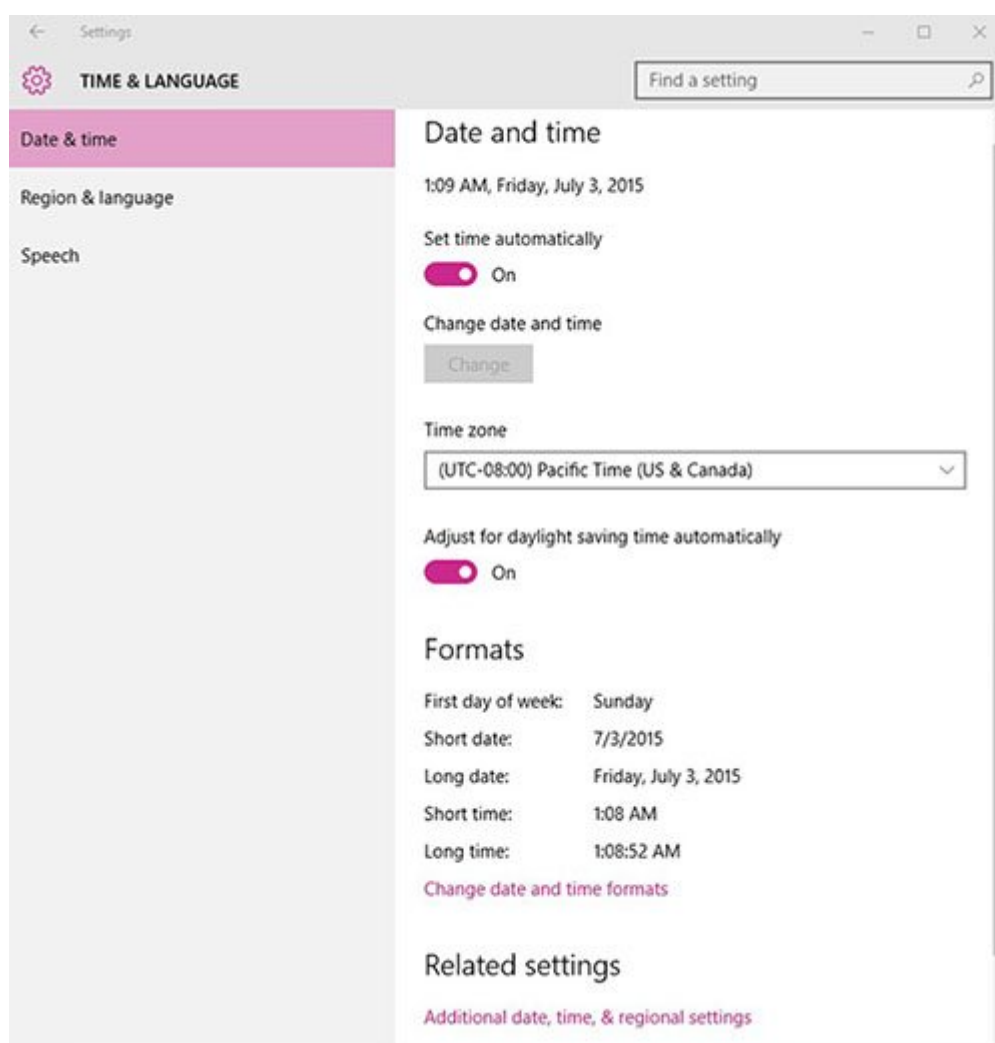 Settings
TIME & LANGUAGE
Find a setting
Date & time
Region & language
Speech
Date and time
1:09 AM, Friday, July 3, 2015
Set time automatically
On
Change date and time
Change
Time zone
(UTC-08:00) Pacific Time (US & Canada)
Adjust for daylight saving time automatically
On
Formats
First day of week: Sunday
Short date: 7/3/2015
Long date: Friday, July 3, 2015
Short time: 1:08 AM
Long time: 1:08:52 AM
Change date and time formats
Related settings
Additional date, time, & regional settings